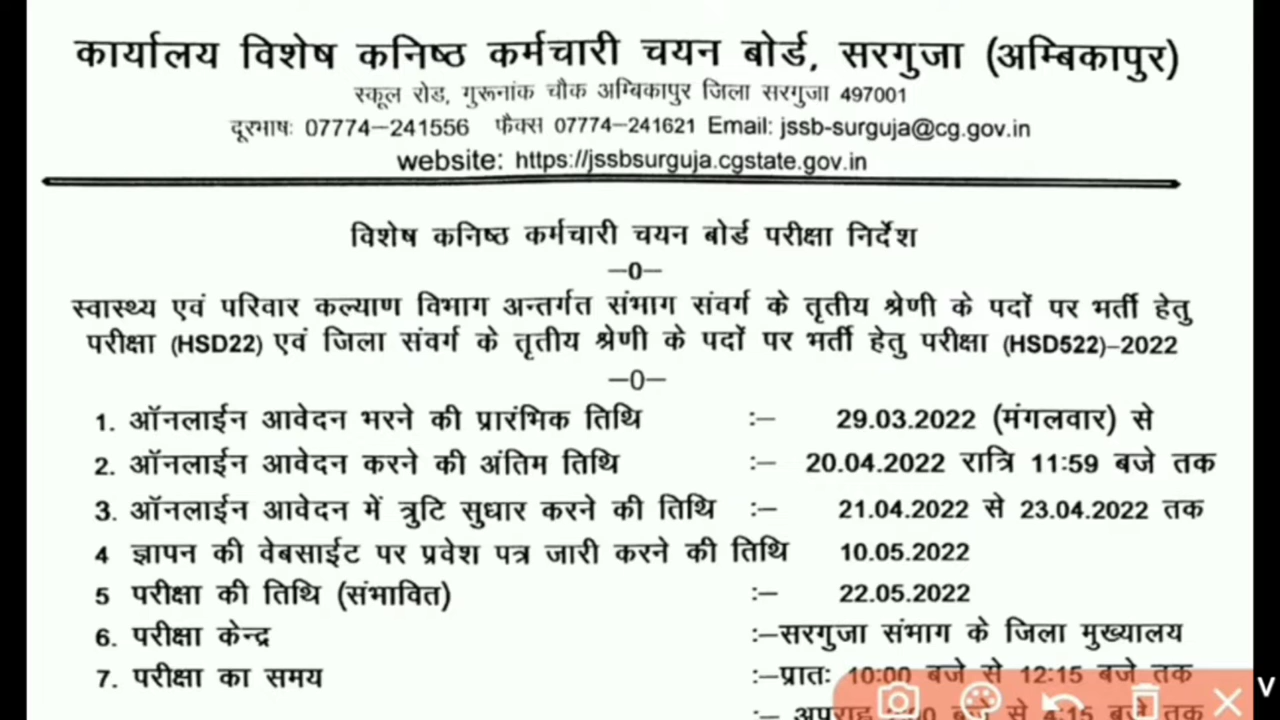 कार्यालय विशेष कनिष्ठ कर्मचारी चयन बोर्ड, सरगुजा (अम्बिकापुर)
स्कूल रोड, गुरूनांक चौक अम्बिकापुर जिला सरगुजा 497001
दूरभाषः 07774–241556 फैक्स 07774–241621 Email: jssb-surguja@cg.gov.in
website: https://jssbsurguja.cgstate.gov.in
विशेष कनिष्ठ कर्मचारी चयन बोर्ड परीक्षा निर्देश
–0–
स्वास्थ्य एवं परिवार कल्याण विभाग अन्तर्गत संभाग संवर्ग के तृतीय श्रेणी के पदों पर भर्ती हेतु
परीक्षा (HSD22) एवं जिला संवर्ग के तृतीय श्रेणी के पदों पर भर्ती हेतु परीक्षा (HSD522)–2022
–0–
1. ऑनलाईन आवेदन भरने की प्रारंभिक तिथि :– 29.03.2022 (मंगलवार) से
2. ऑनलाईन आवेदन करने की अंतिम तिथि :– 20.04.2022 रात्रि 11:59 बजे तक
3. ऑनलाईन आवेदन में त्रुटि सुधार करने की तिथि :– 21.04.2022 से 23.04.2022 तक
4 ज्ञापन की वेबसाईट पर प्रवेश पत्र जारी करने की तिथि 10.05.2022
5 परीक्षा की तिथि (संभावित) :– 22.05.2022
6. परीक्षा केन्द्र :–सरगुजा संभाग के जिला मुख्यालय
7. परीक्षा का समय :–प्रातः 10:00 बजे से 12:15 बजे तक
:– बजे से 4:15 बजे तक
V